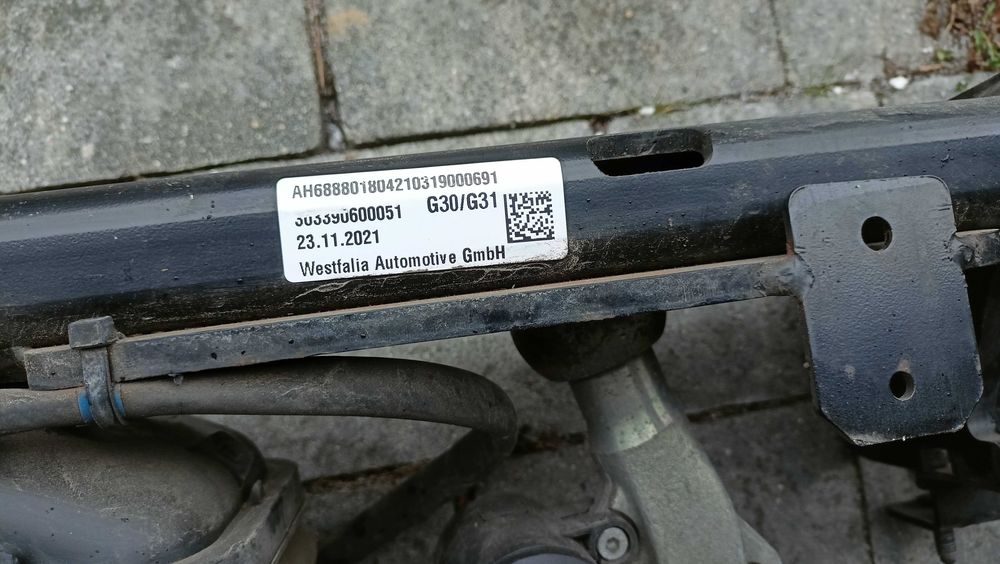 AH688801804210319000691
303390600051 G30/G31
23.11.2021
Westfalia Automotive GmbH